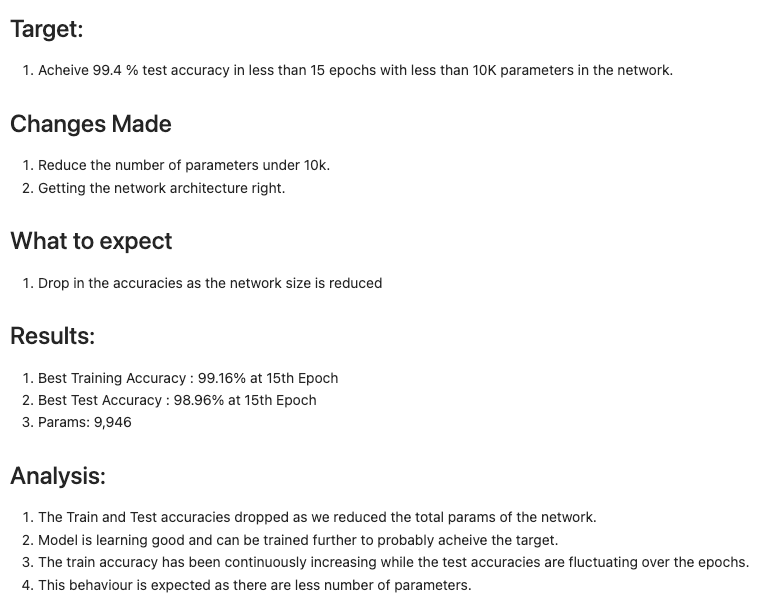 Target:
1. Acheive 99.4 % test accuracy in less than 15 epochs with less than 10K parameters in the network.
Changes Made
1. Reduce the number of parameters under 10k.
2. Getting the network architecture right.
What to expect
1. Drop in the accuracies as the network size is reduced
Results:
1. Best Training Accuracy : 99.16% at 15th Epoch
2. Best Test Accuracy : 98.96% at 15th Epoch
3. Params: 9,946
Analysis:
1. The Train and Test accuracies dropped as we reduced the total params of the network.
2. Model is learning good and can be trained further to probably acheive the target.
3. The train accuracy has been continuously increasing while the test accuracies are fluctuating over the epochs.
4. This behaviour is expected as there are less number of parameters.